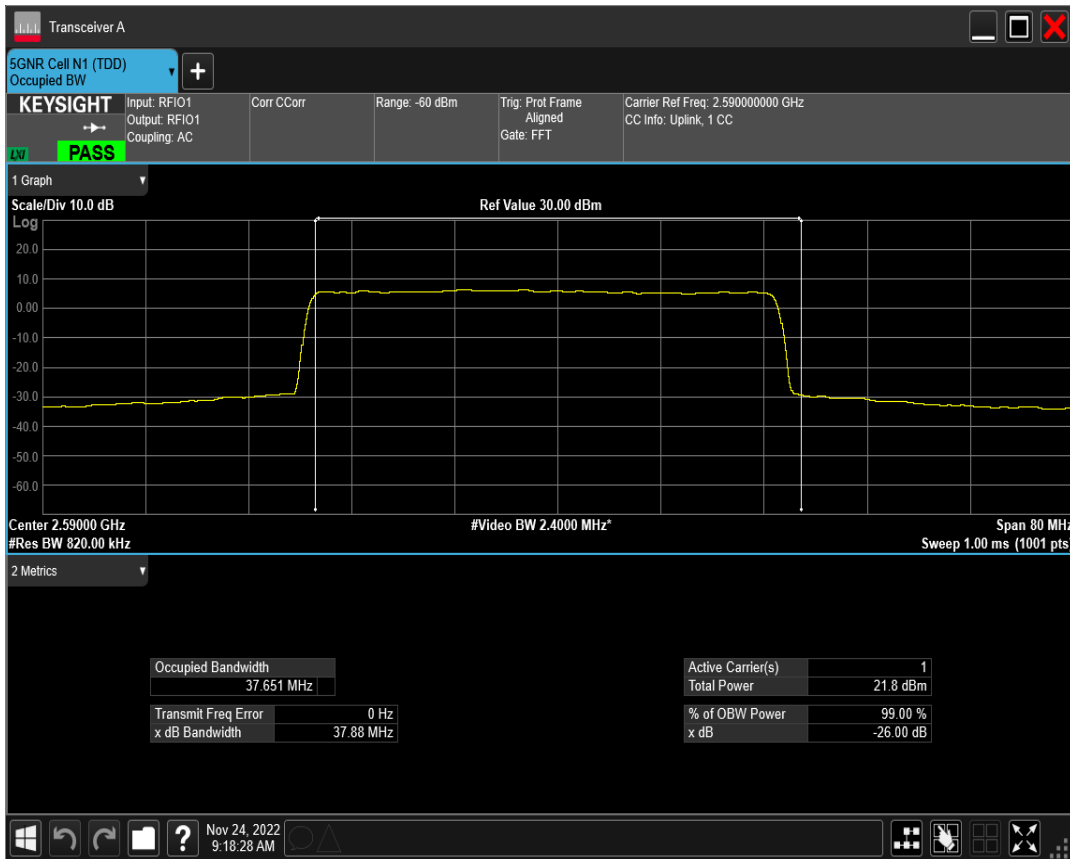 Transceiver A
5GNR Cell N1 (TDD)
Occupied BW
+
KEYSIGHT
LXI
PASS
Input: RFIO1
Output: RFIO1
Coupling: AC
Corr CCorr
Range: -60 dBm
Trig: Prot Frame
Aligned
Gate: FFT
Carrier Ref Freq: 2.590000000 GHz
CC Info: Uplink, 1 CC
1 Graph
Scale/Div 10.0 dB
Ref Value 30.00 dBm
Log
20.0
10.0
0.00
-10.0
-20.0
-30.0
-40.0
-50.0
-60.0
Center 2.59000 GHz
#Video BW 2.4000 MHz*
Span 80 MHz
#Res BW 820.00 kHz
Sweep 1.00 ms (1001 pts)
2 Metrics
Occupied Bandwidth
37.651 MHz
Transmit Freq Error 0 Hz
x dB Bandwidth 37.88 MHz
Active Carrier(s) 1
Total Power 21.8 dBm
% of OBW Power 99.00 %
x dB -26.00 dB
?
Nov 24, 2022
9:18:28 AM